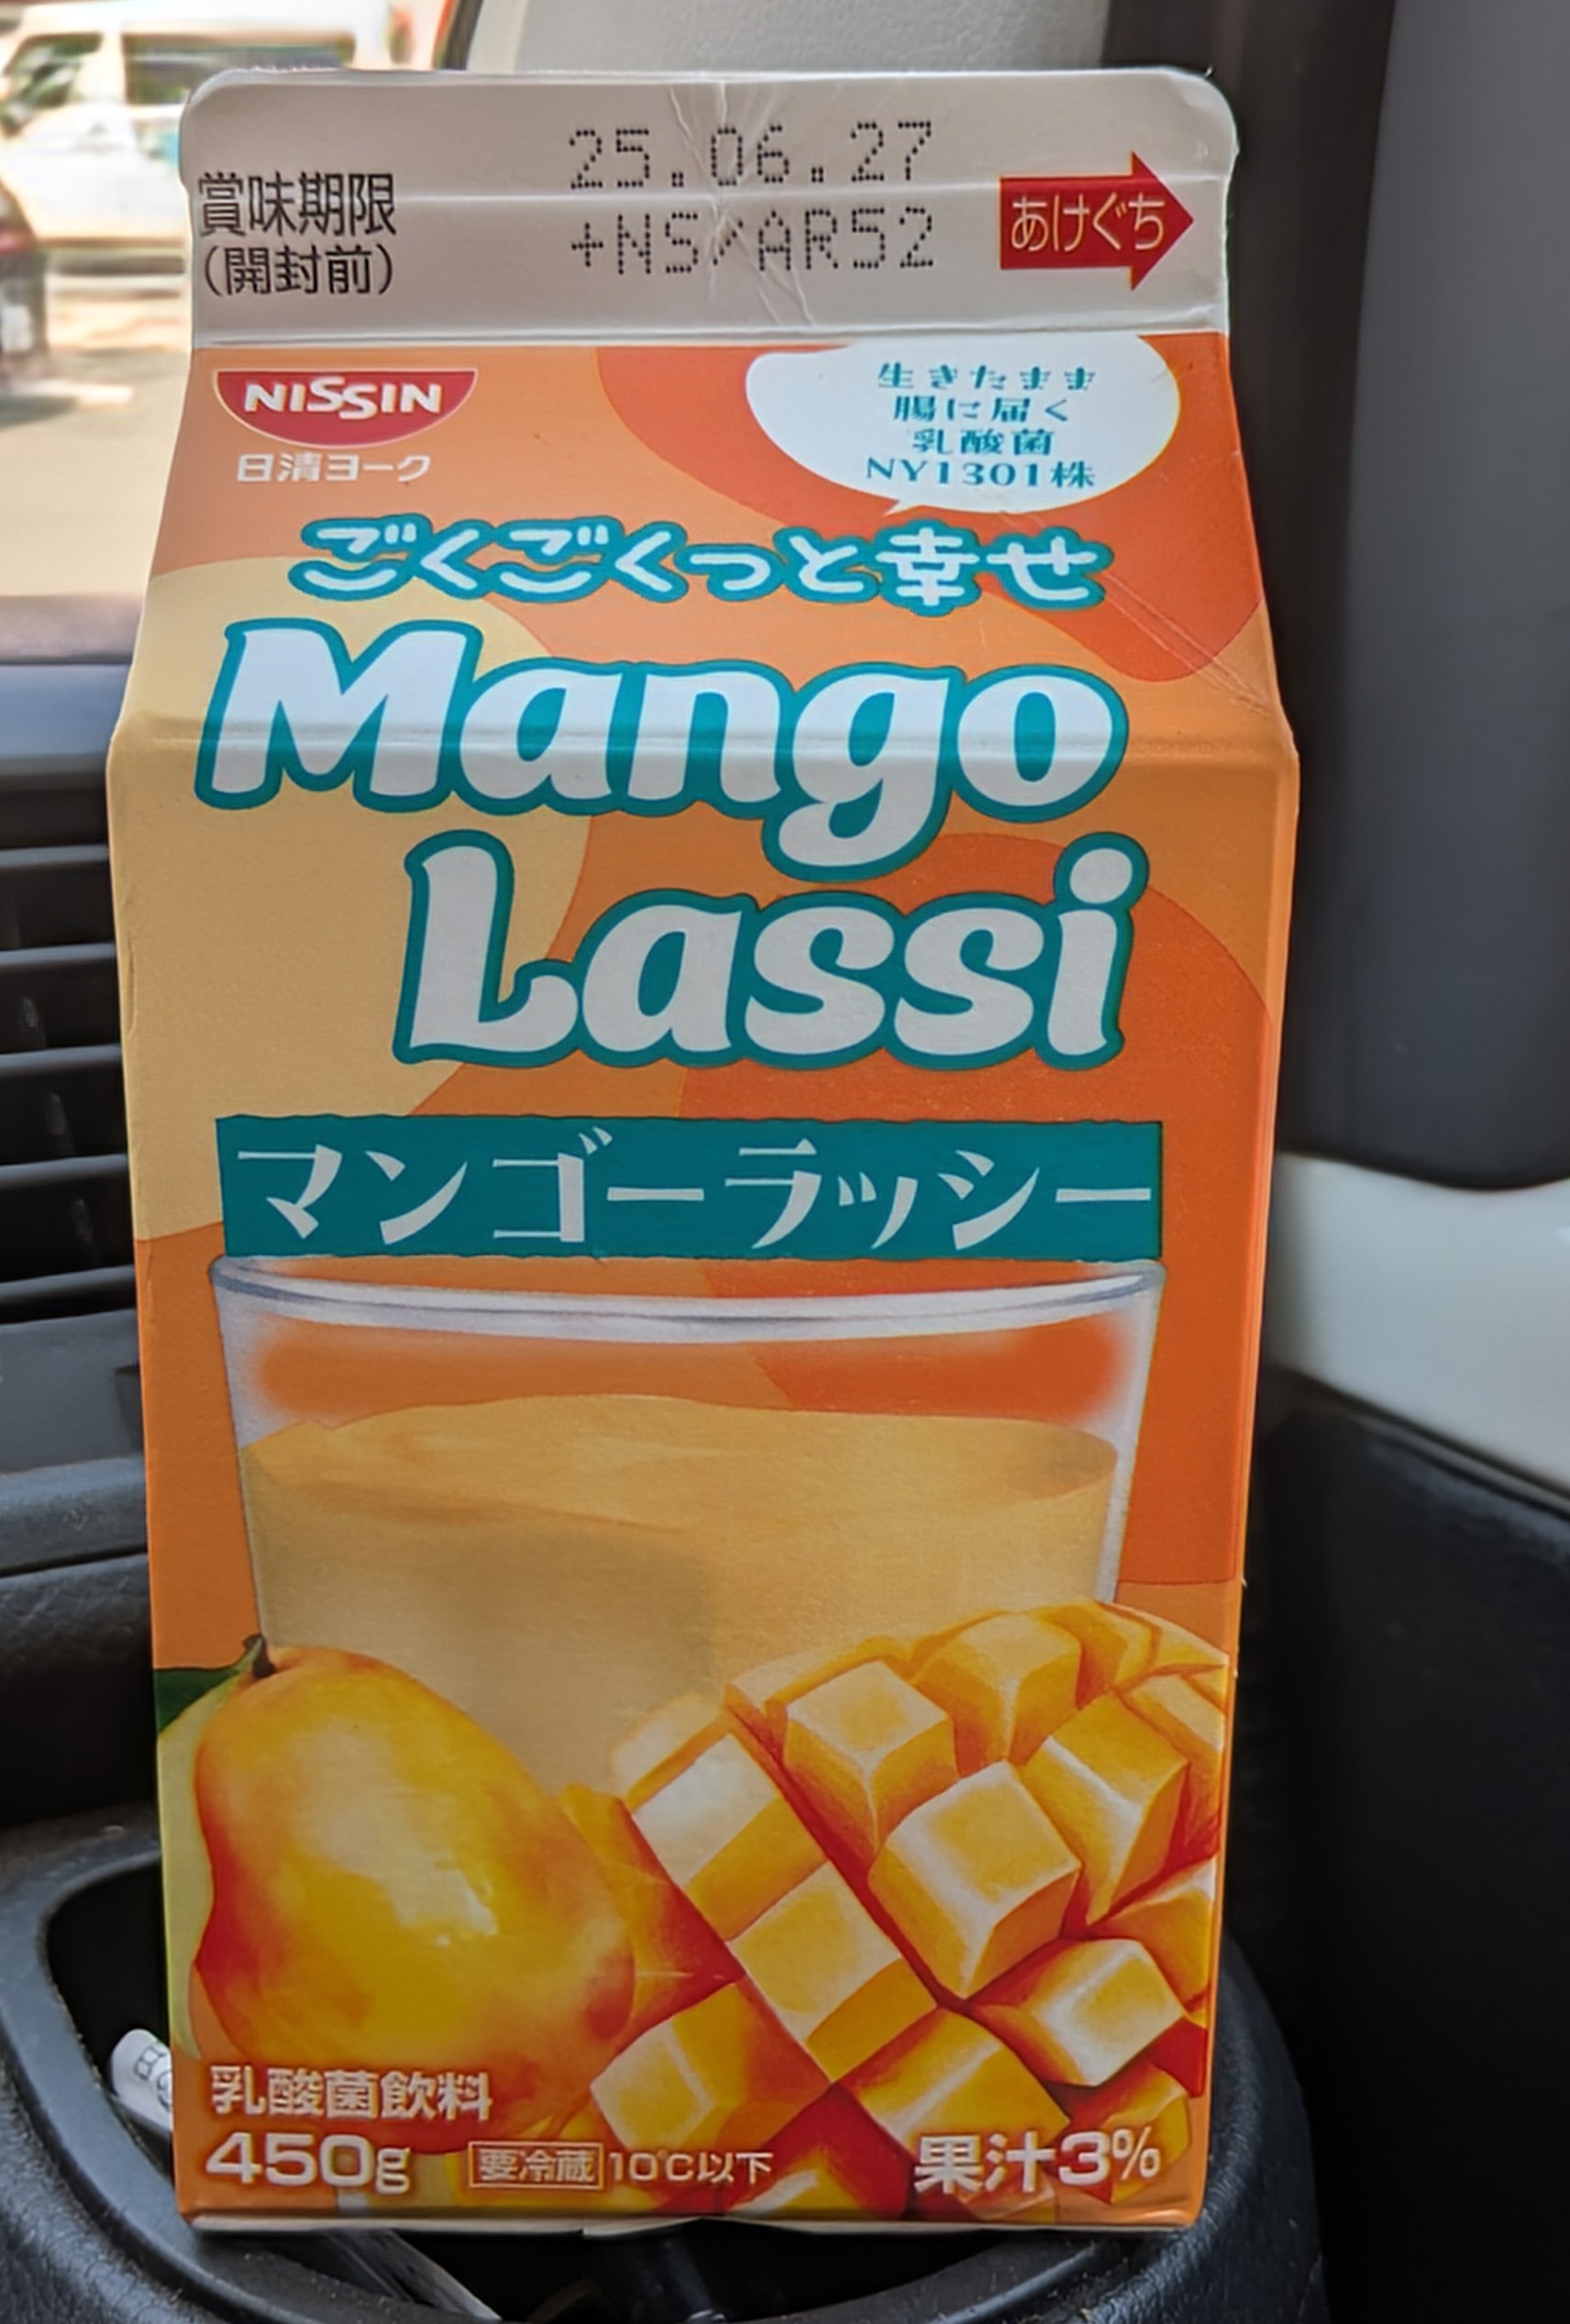 賞味期限
(開封前)
25.06.27
+NS/AR52
あけぐち
NISSIN
日清ヨーク
生きたまま
腸に届く
乳酸菌
NY1301株
ごくごくっと幸せ
Mango
Lassi
マンゴーラッシー
乳酸菌飲料
450g
要冷蔵 10℃以下
果汁3%